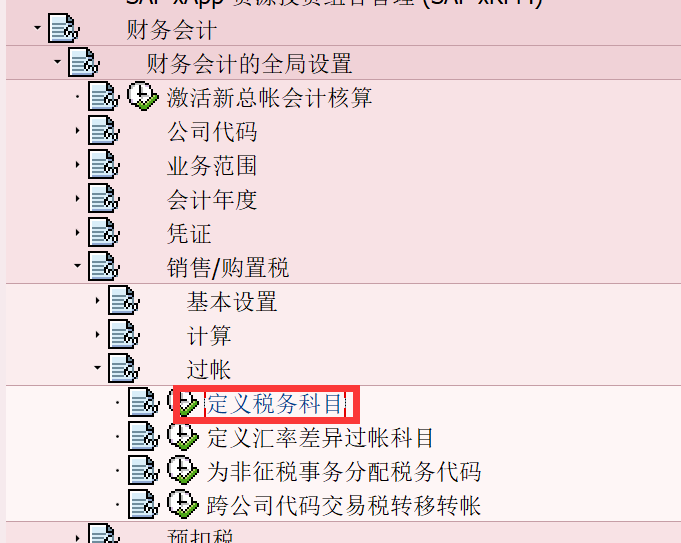 财务会计
财务会计的全局设置
激活新总帐会计核算
公司代码
业务范围
会计年度
凭证
销售/购置税
基本设置
计算
过帐
定义税务科目
定义汇率差异过帐科目
为非征税事务分配税务代码
跨公司代码交易税转移转帐
预扣税